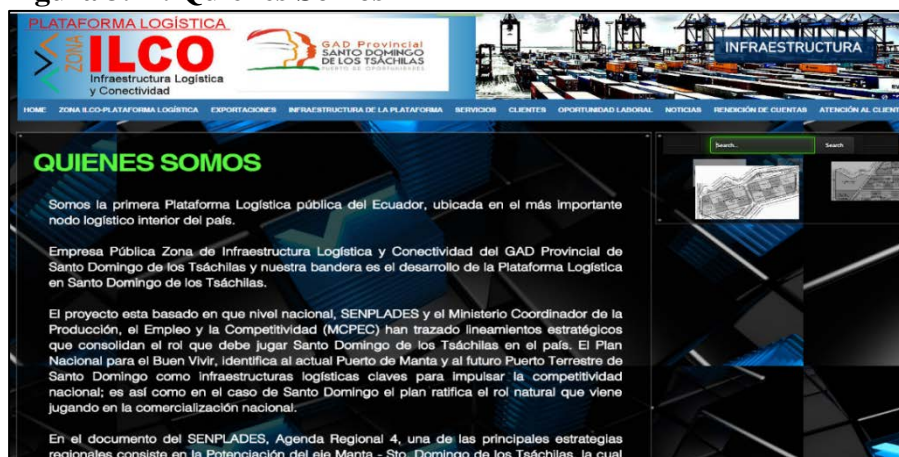 PLATAFORMA LOGÍSTICA
ZONA
ILCO
Infraestructura Logística
y Conectividad
GAD Provincial
SANTO DOMINGO
DE LOS TSÁCHILAS
PUERTO DE OPORTUNIDADES
INFRAESTRUCTURA
HOME ZONA ILCO-PLATAFORMA LOGÍSTICA EXPORTACIONES INFRAESTRUCTURA DE LA PLATAFORMA SERVICIOS CLIENTES OPORTUNIDAD LABORAL NOTICIAS RENDICIÓN DE CUENTAS ATENCIÓN AL CLIENT
Search... Search
QUIENES SOMOS
Somos la primera Plataforma Logística pública del Ecuador, ubicada en el más importante
nodo logístico interior del país.
Empresa Pública Zona de Infraestructura Logística y Conectividad del GAD Provincial de
Santo Domingo de los Tsáchilas y nuestra bandera es el desarrollo de la Plataforma Logística
en Santo Domingo de los Tsáchilas.
El proyecto esta basado en que nivel nacional, SENPLADES y el Ministerio Coordinador de la
Producción, el Empleo y la Competitividad (MCPEC) han trazado lineamientos estratégicos
que consolidan el rol que debe jugar Santo Domingo de los Tsáchilas en el país. El Plan
Nacional para el Buen Vivir, identifica al actual Puerto de Manta y al futuro Puerto Terrestre de
Santo Domingo como infraestructuras logísticas claves para impulsar la competitividad
nacional; es así como en el caso de Santo Domingo el plan ratifica el rol natural que viene
jugando en la comercialización nacional.
En el documento del SENPLADES, Agenda Regional 4, una de las principales estrategias
regionales consiste en la Potenciación del eje Manta - Sto. Domingo de los Tsáchilas, la cual